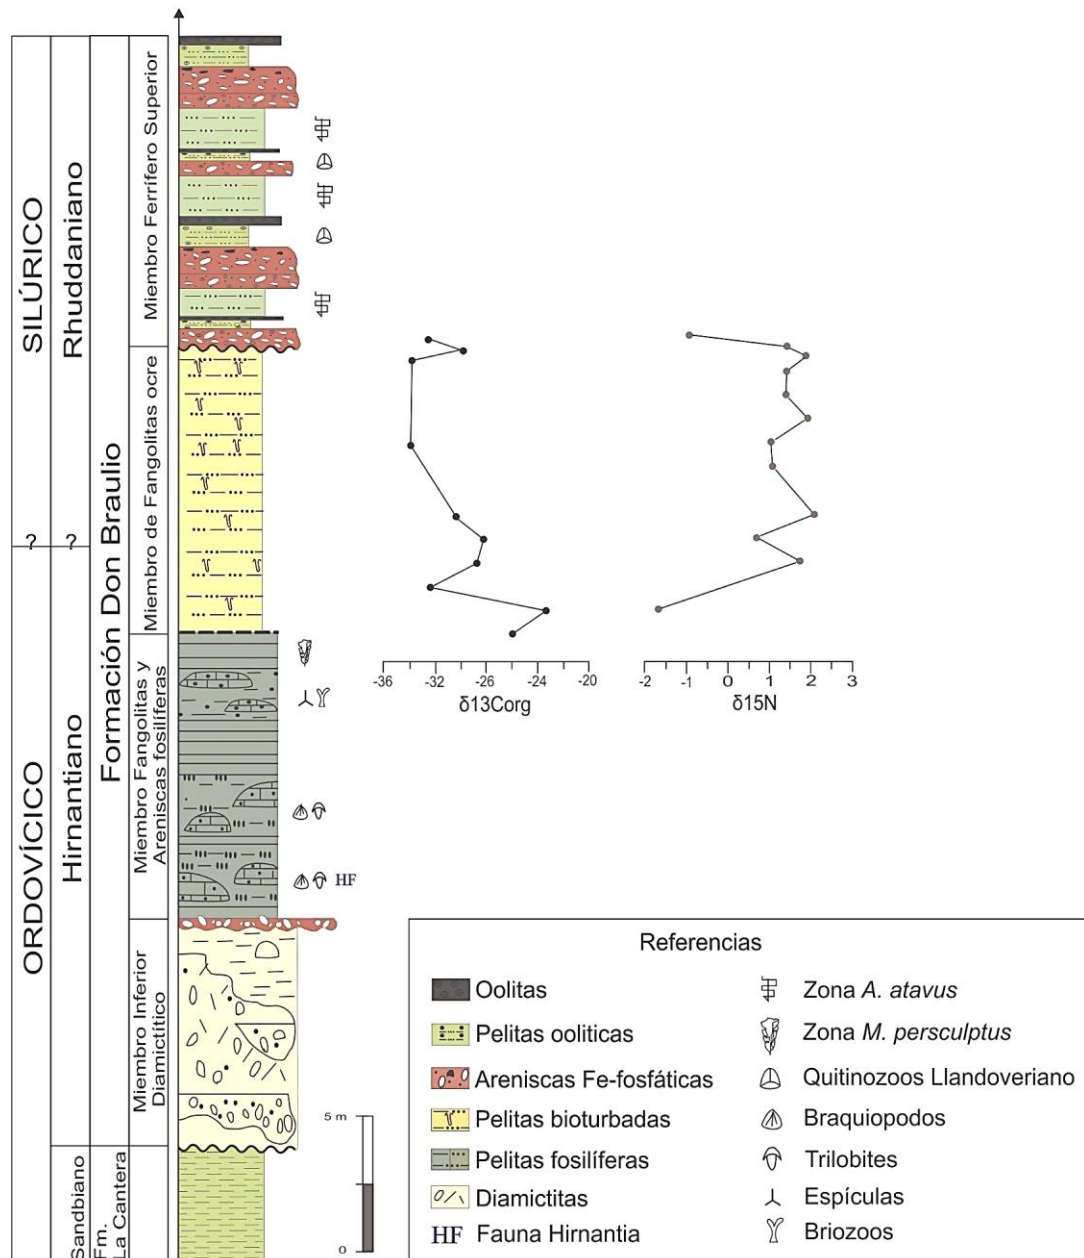 SILÚRICO
ORDOVÍCICO
Rhuddaniano
?
?
Hirnantiano
Sandbiano
Formación Don Braulio
Fm.
La Cantera
Miembro Ferrífero Superior
Miembro de Fangolitas ocre
Miembro Fangolitas y
Areniscas fosilíferas
Miembro Inferior
Diamictítico
HF
-36
-32
-28
-24
-20
δ13Corg
-2
-1
0
1
2
3
δ15N
5 m
0
Referencias
Oolitas
Pelitas ooliticas
Areniscas Fe-fosfáticas
Pelitas bioturbadas
Pelitas fosilíferas
Diamictitas
HF Fauna Hirnantia
Zona A. atavus
Zona M. persculptus
Quitinozoos Llandoveriano
Braquiopodos
Trilobites
Espículas
Briozoos